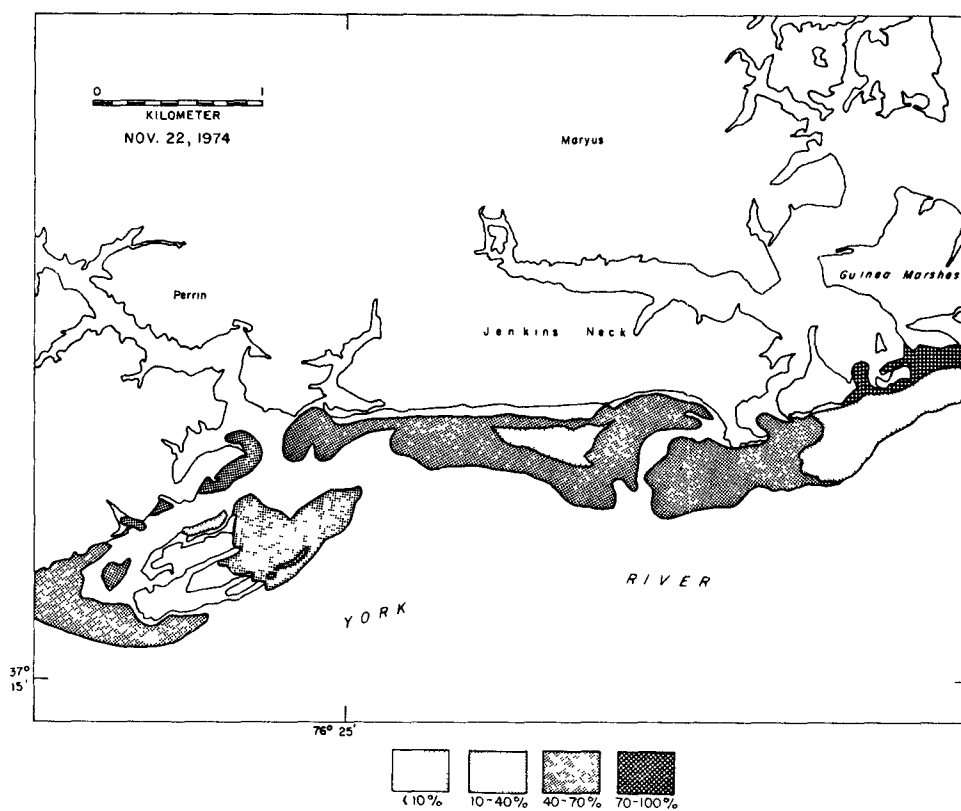 0 1
KILOMETER
NOV. 22, 1974
Maryus
Guinea Marshes
Perrin
Jenkins Neck
RIVER
YORK
37°
15'
76° 25'
<10% 10-40% 40-70% 70-100%